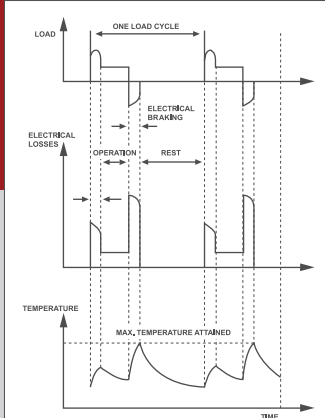 ONE LOAD CYCLE
LOAD
ELECTRICAL
BRAKING
ELECTRICAL
LOSSES
OPERATION
REST
TEMPERATURE
MAX. TEMPERATURE ATTAINED
TIME